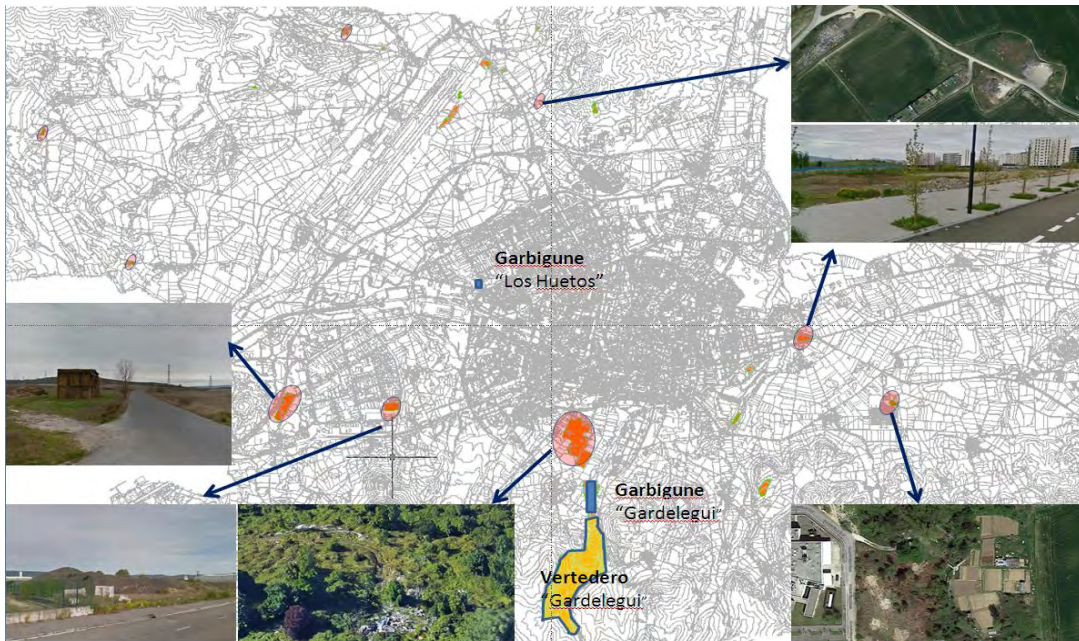 Garbigune
“Los Huetos”
Garbigune
“Gardelegui”
Vertedero
“Gardelegui”